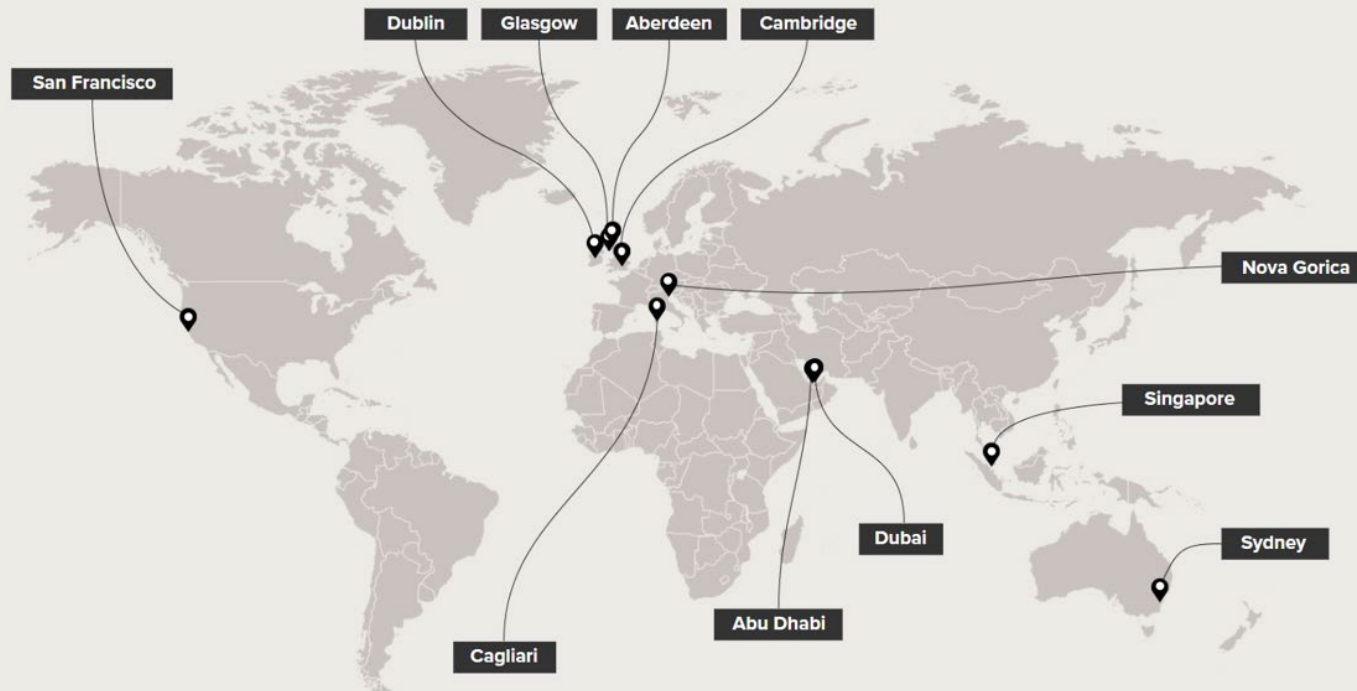 Dublin
Glasgow
Aberdeen
Cambridge
San Francisco
Nova Gorica
Singapore
Dubai
Sydney
Abu Dhabi
Cagliari